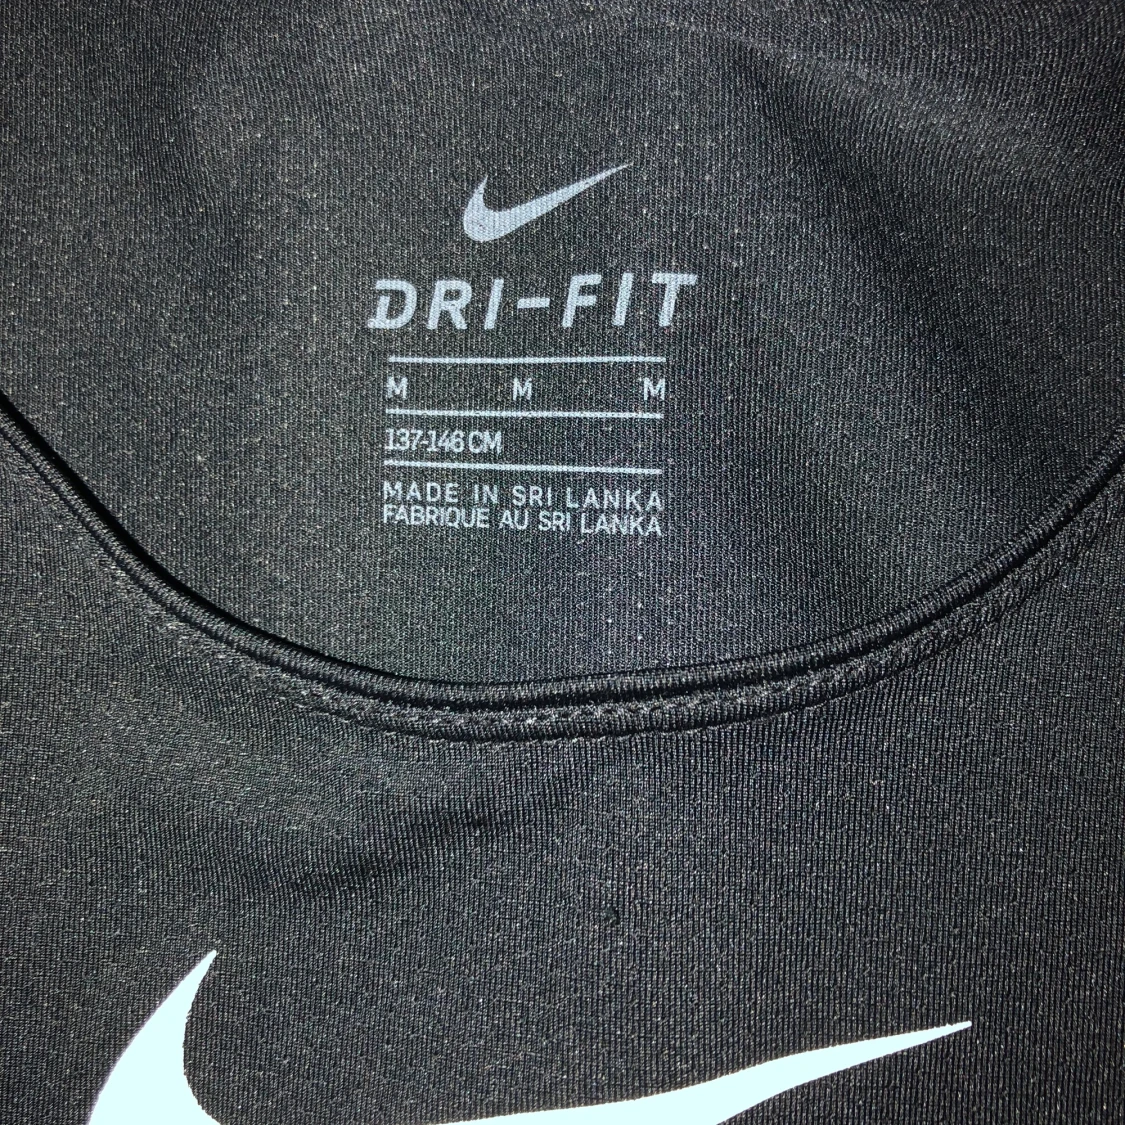 DRI-FIT
M M M
137-146 CM
MADE IN SRI LANKA
FABRIQUE AU SRI LANKA